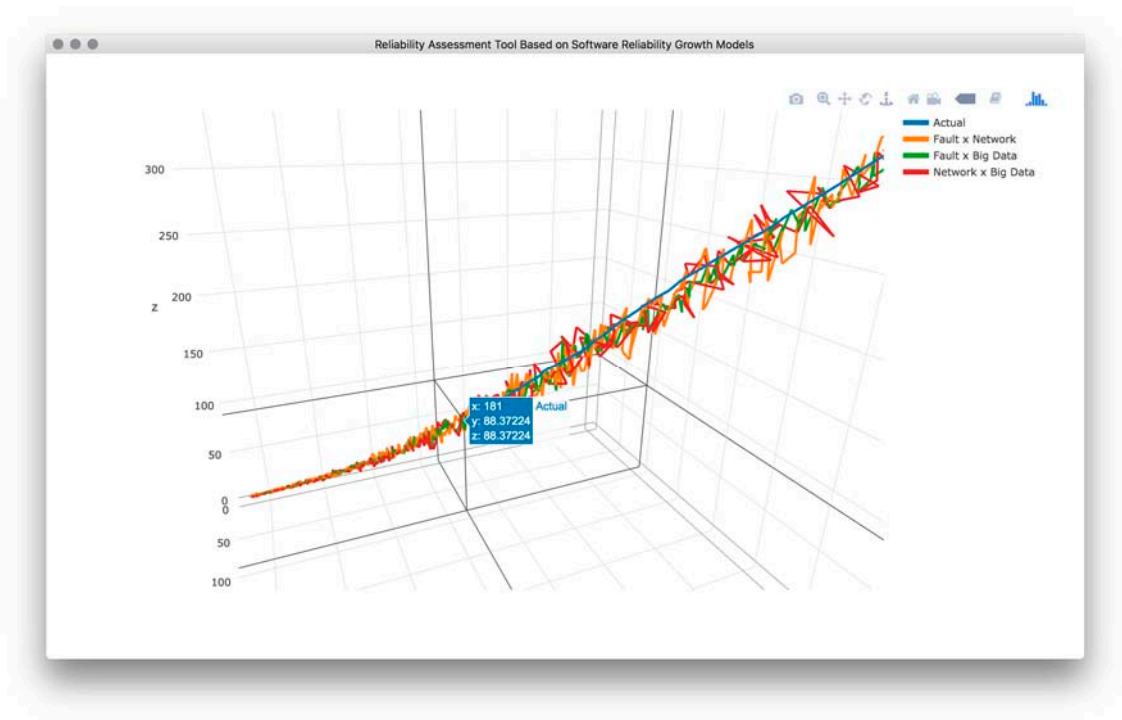 Reliability Assessment Tool Based on Software Reliability Growth Models
Actual
Fault x Network
Fault x Big Data
Network x Big Data
300
250
200
z
150
100
50
0
0
50
100
x: 181
y: 88.37224
z: 88.37224
Actual